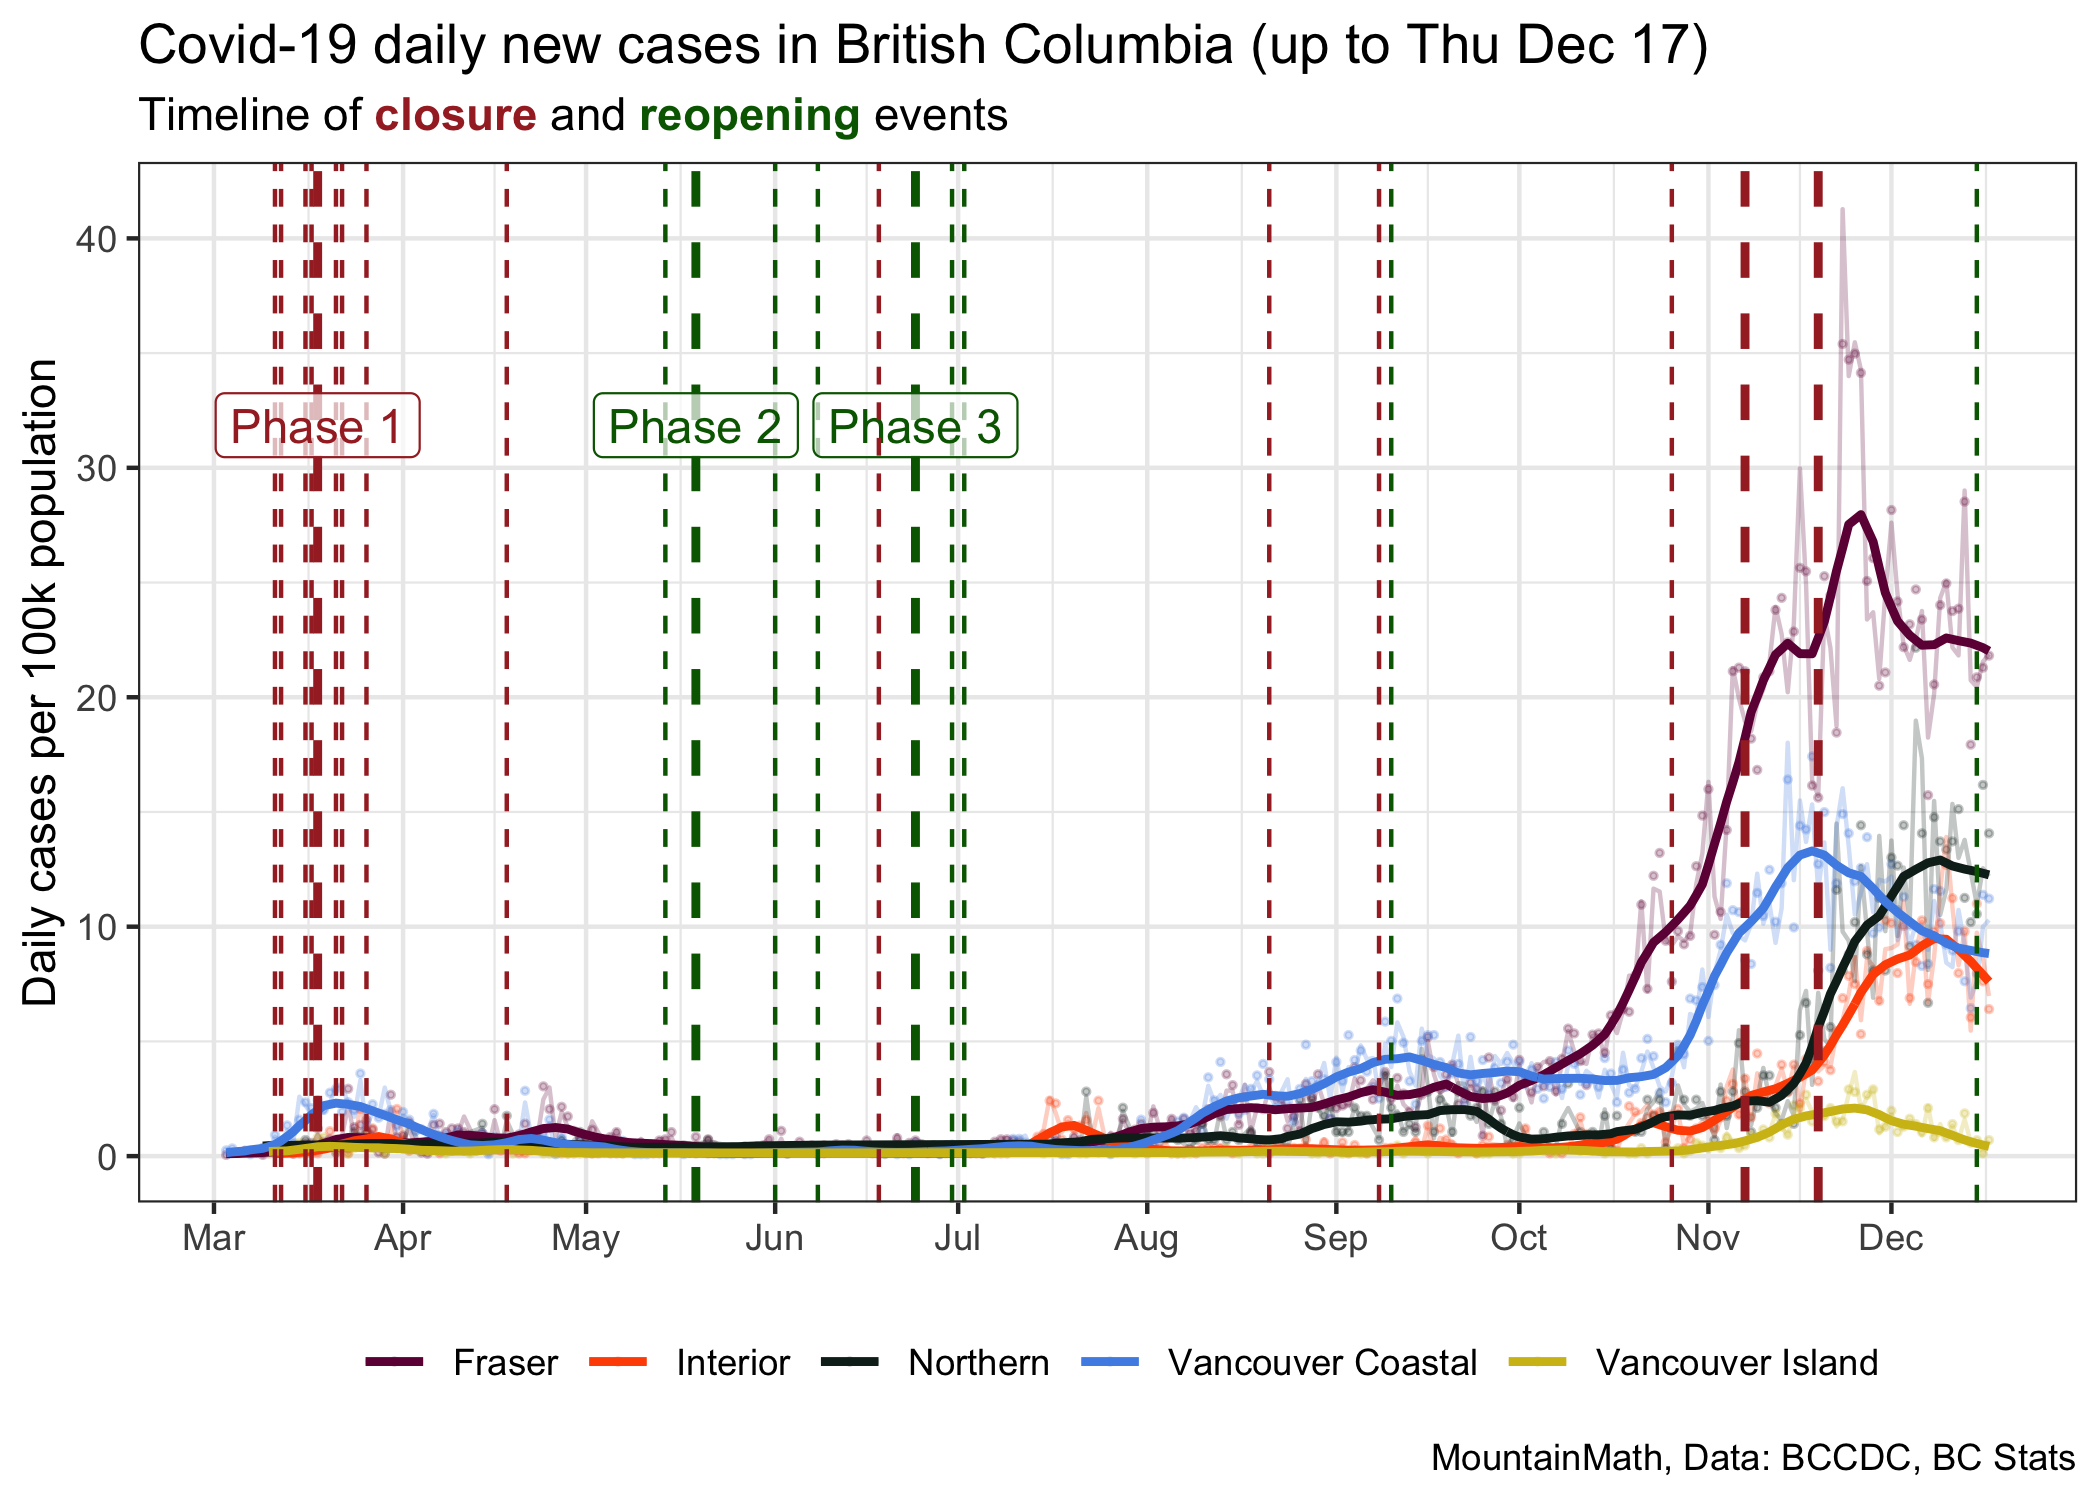 Covid-19 daily new cases in British Columbia (up to Thu Dec 17)
Timeline of closure and reopening events
Daily cases per 100k population
40
30
20
10
0
Phase 1
Phase 2
Phase 3
Mar
Apr
May
Jun
Jul
Aug
Sep
Oct
Nov
Dec
Fraser
Interior
Northern
Vancouver Coastal
Vancouver Island
MountainMath, Data: BCCDC, BC Stats